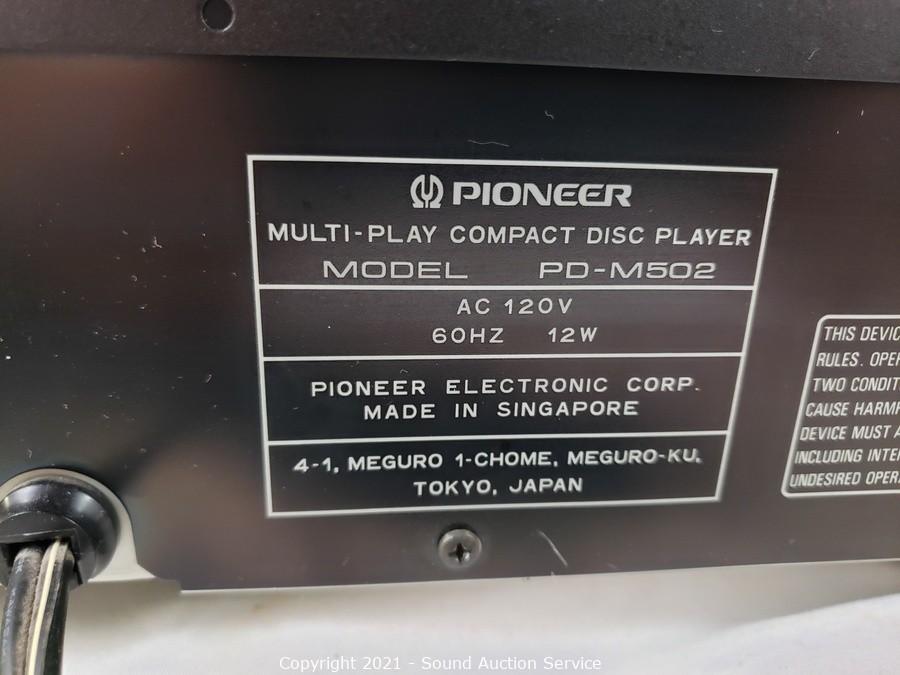 PIONEER
MULTI-PLAY COMPACT DISC PLAYER
MODEL PD-M502
AC 120V
60HZ 12W
PIONEER ELECTRONIC CORP.
MADE IN SINGAPORE
4-1, MEGURO 1-CHOME, MEGURO-KU,
TOKYO, JAPAN
THIS DEVIC
RULES. OPER
TWO CONDIT
CAUSE HARMF
DEVICE MUST A
INCLUDING INTE
UNDESIRED OPERA
Copyright 2021 - Sound Auction Service